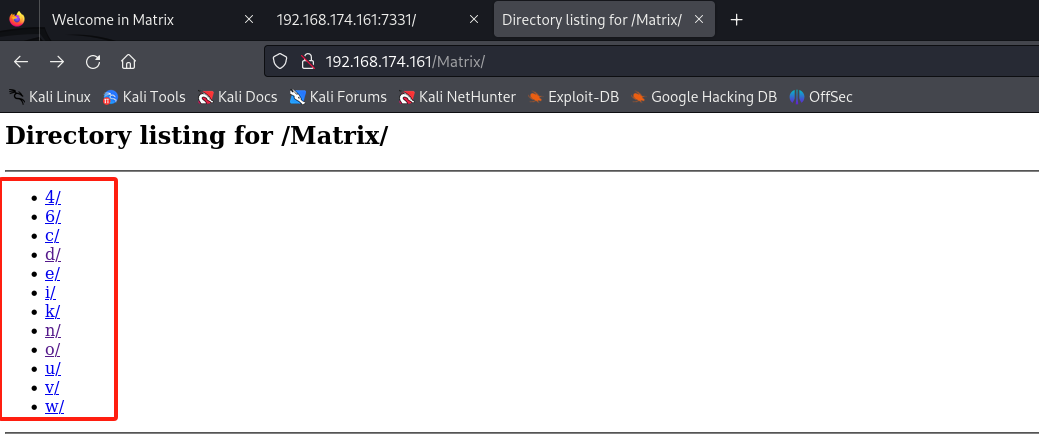 Welcome in Matrix
192.168.174.161:7331/
Directory listing for /Matrix/
192.168.174.161/Matrix/
Kali Linux
Kali Tools
Kali Docs
Kali Forums
Kali NetHunter
Exploit-DB
Google Hacking DB
OffSec
Directory listing for /Matrix/
4/
6/
c/
d/
e/
i/
k/
n/
o/
u/
v/
w/